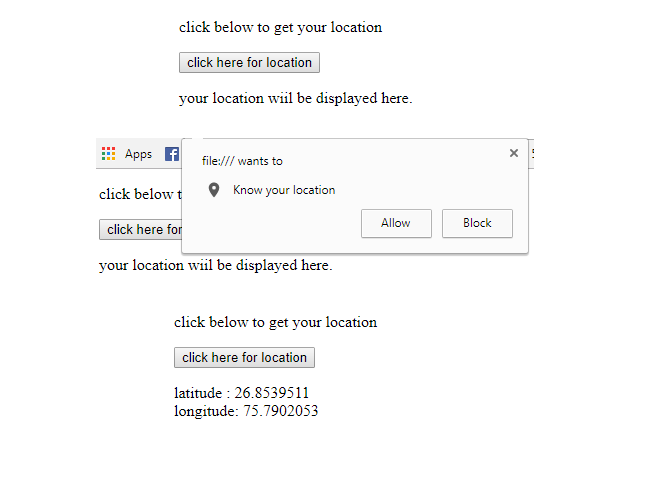 click below to get your location
click here for location
your location wiil be displayed here.
Apps
file:/// wants to
Know your location
Allow Block
click below t
click here for
your location wiil be displayed here.
click below to get your location
click here for location
latitude : 26.8539511
longitude: 75.7902053